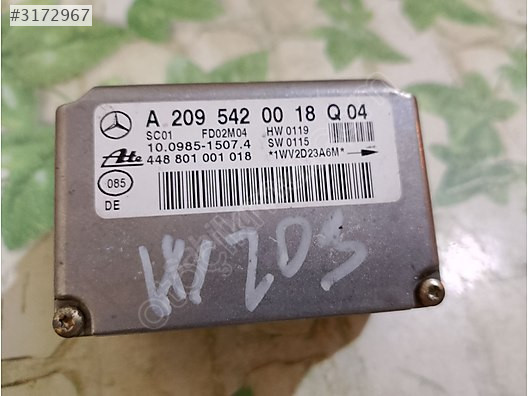 #3172967
A 209 542 00 18 Q 04
SC01 FD02M04 HW 0119
10.0985-1507.4 SW 0115
Ate 448 801 001 018 *1WV2D23A6M*
085
DE
W203